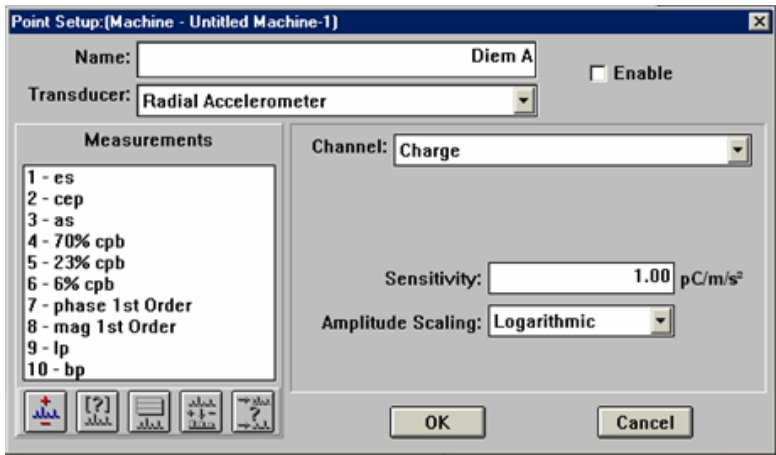 Point Setup:(Machine - Untitled Machine-1)
Name: Diem A
Enable
Transducer: Radial Accelerometer
Measurements
1 - es
2 - cep
3 - as
4 - 70% cpb
5 - 23% cpb
6 - 6% cpb
7 - phase 1st Order
8 - mag 1st Order
9 - lp
10 - bp
Channel: Charge
Sensitivity: 1.00 pC/m/s²
Amplitude Scaling: Logarithmic
[?]
?
OK
Cancel